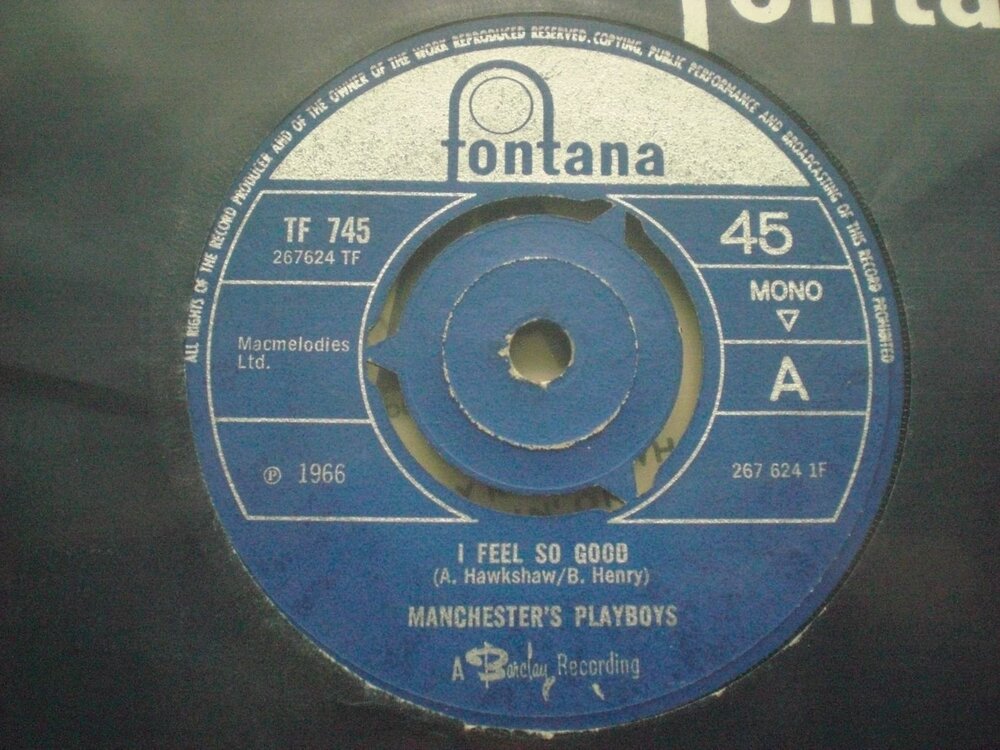 fonta
ALL RIGHTS OF THE RECORD PRODUCER AND OF THE OWNER OF THE WORK REPRODUCED RESERVED. COPYING, PUBLIC PERFORMANCE AND BROADCASTING OF THIS RECORD PROHIBITED
fontana
TF 745
267624 TF
45
MONO
A
Macmelodies
Ltd.
℗ 1966
267 624 1F
I FEEL SO GOOD
(A. Hawkshaw/B. Henry)
MANCHESTER'S PLAYBOYS
A Barclay Recording